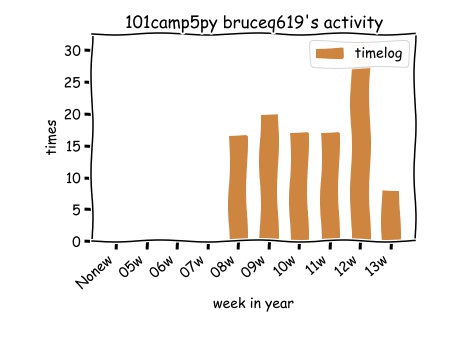 101camp5py bruceq619's activity
timelog
times
30
25
20
15
10
5
0
Nonew 05w 06w 07w 08w 09w 10w 11w 12w 13w
week in year